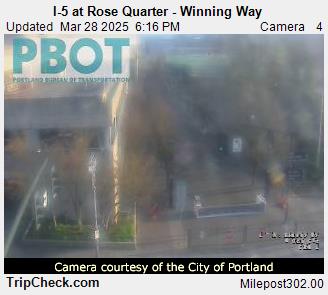 I-5 at Rose Quarter - Winning Way
Updated Mar 28 2025 6:16 PM Camera 4
PBOT
PORTLAND BUREAU OF TRANSPORTATION
Camera courtesy of the City of Portland
TripCheck.com Milepost302.00